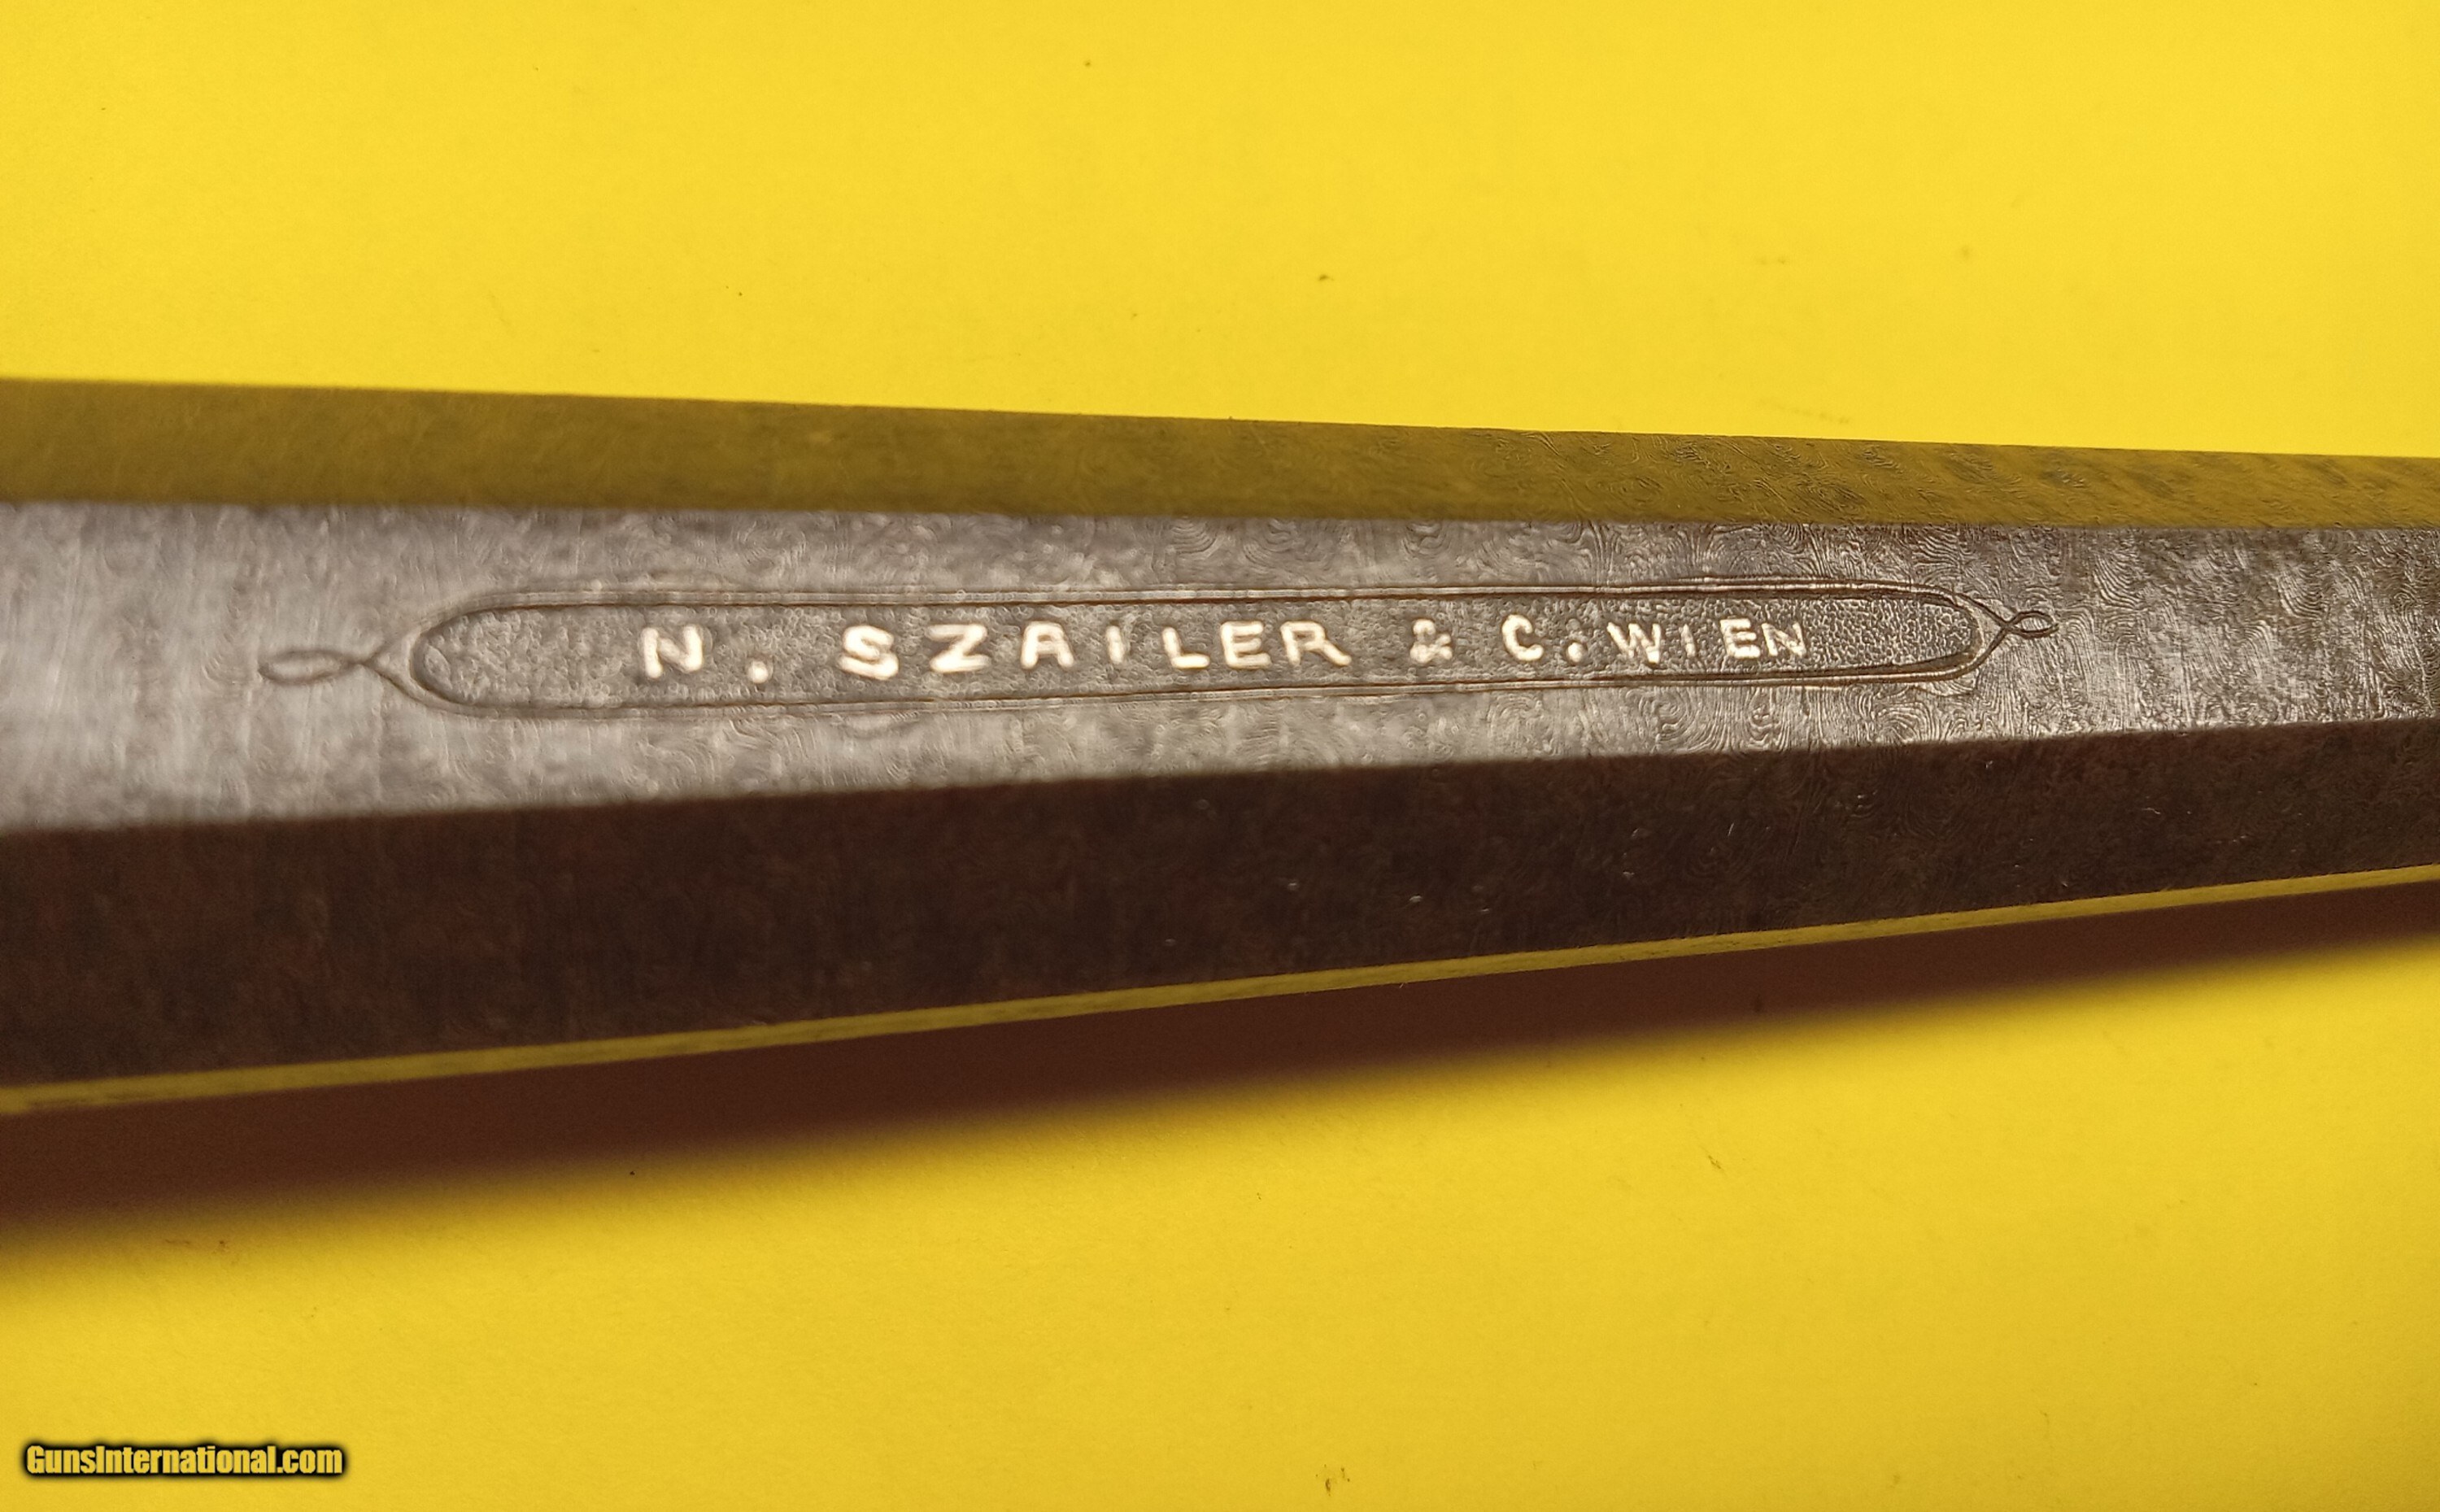 N. SZAILER & C. WIEN
GunsInternational.com